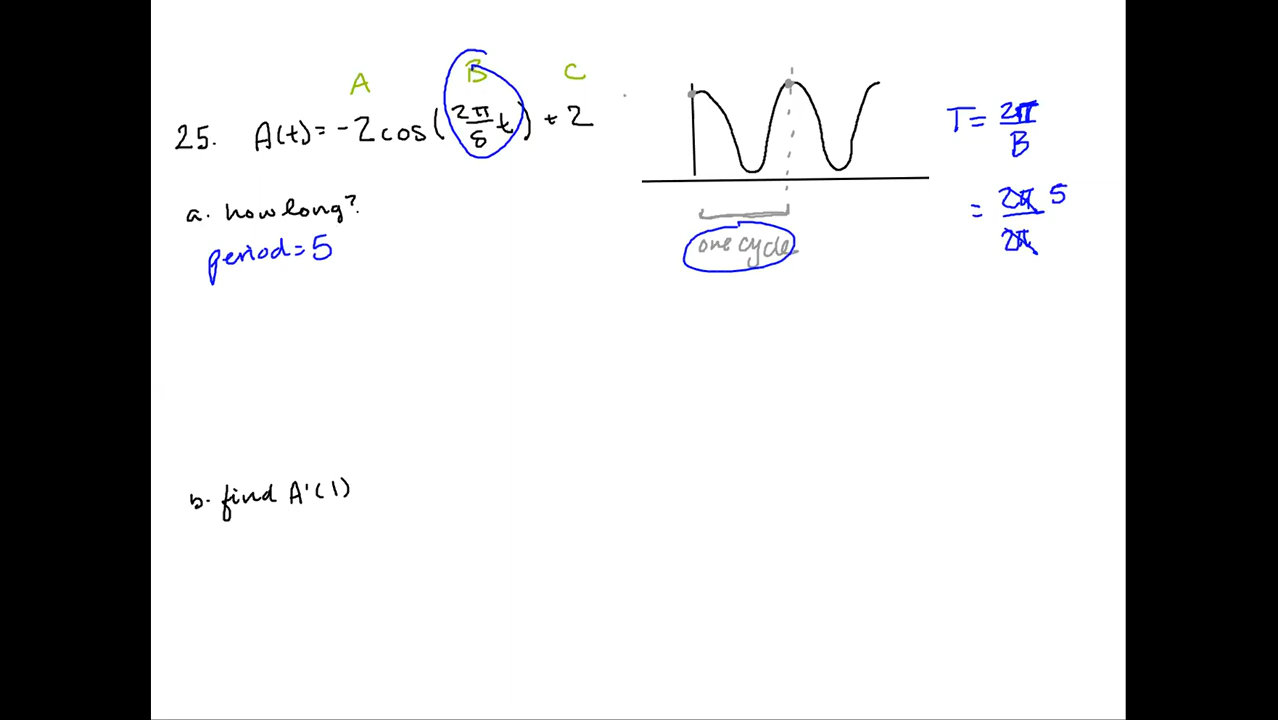 A B C
25. A(t) = -2cos(2π/5 t) + 2
T = 2π/B
a. how long?
= 2π/2π 5
period = 5
one cycle
b. find A'(1)